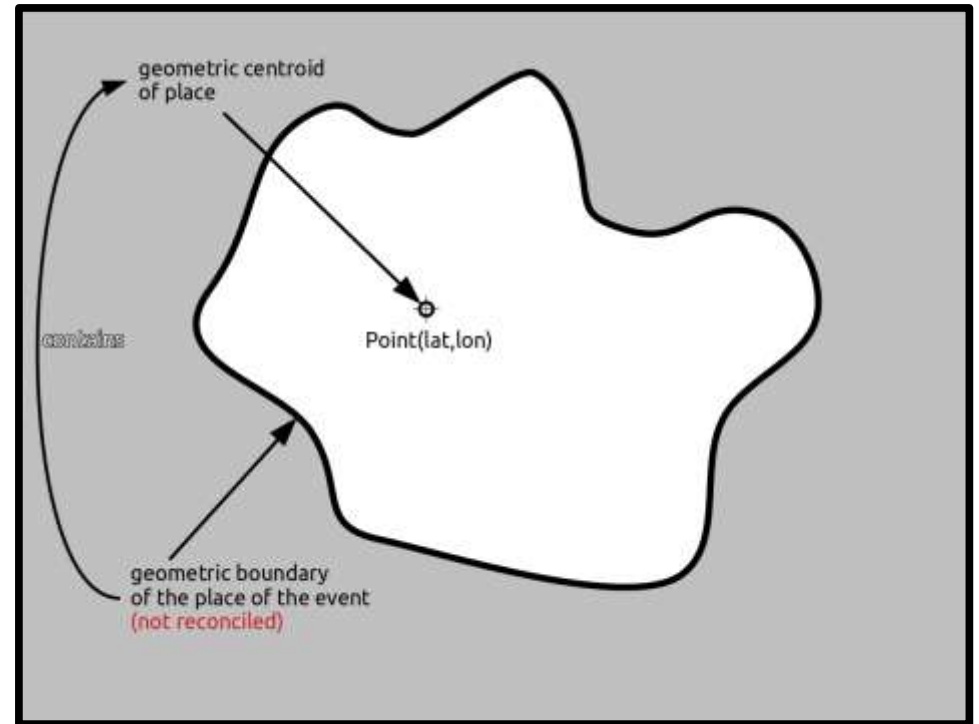 geometric centroid
of place
contains
Point(lat,lon)
geometric boundary
of the place of the event
(not reconciled)